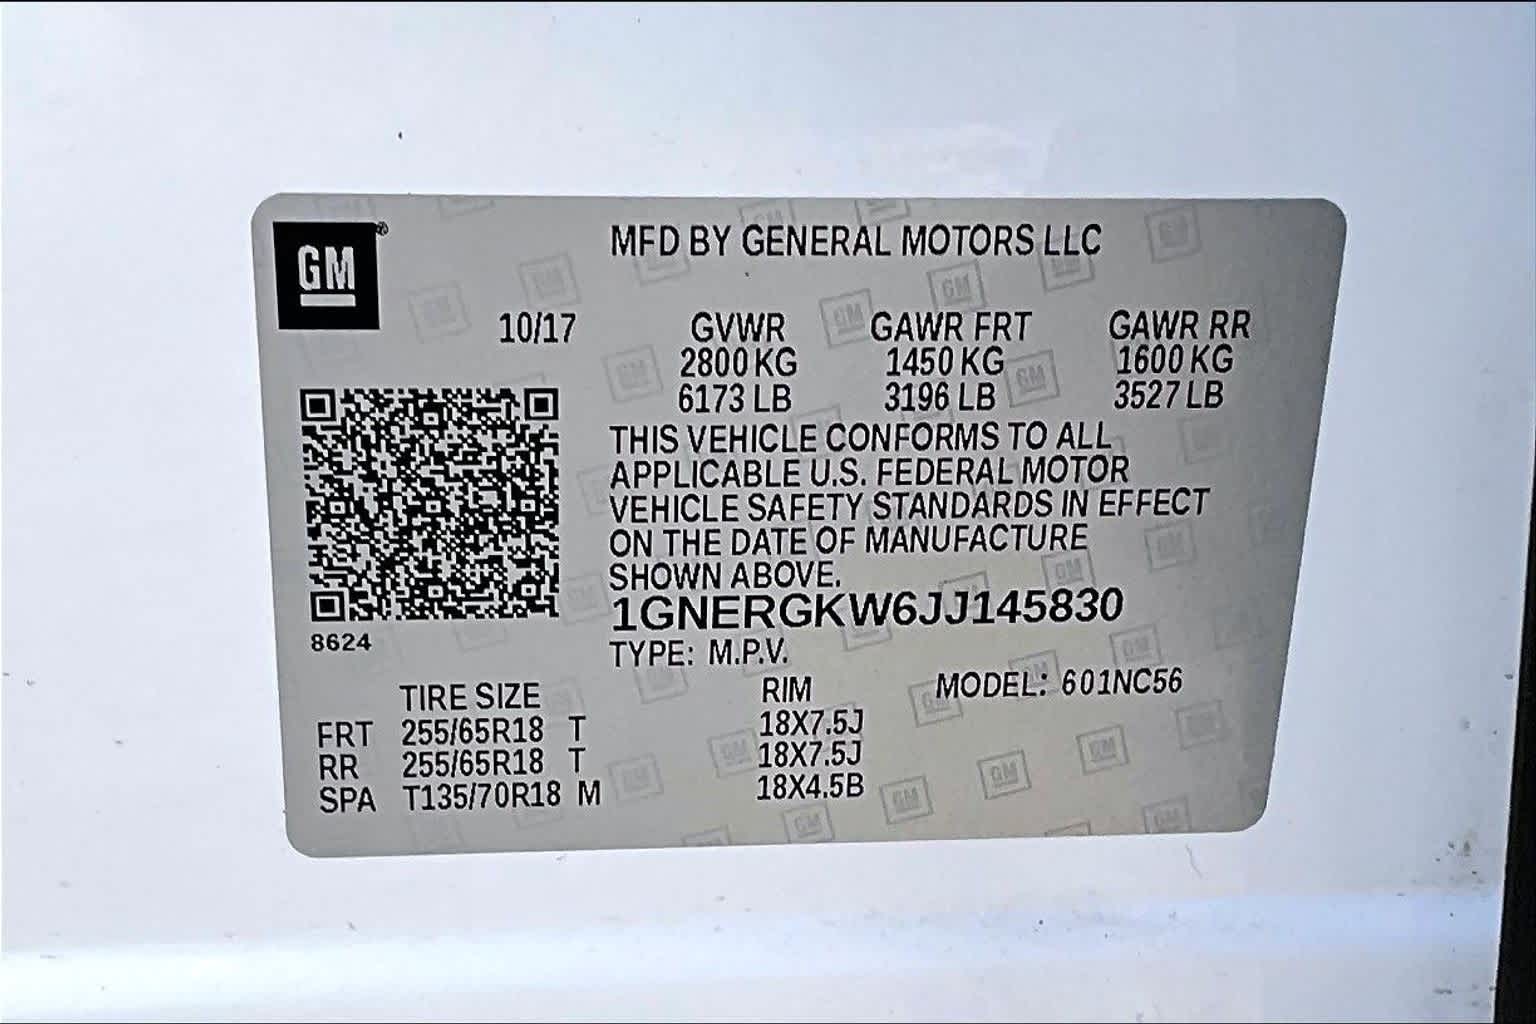 GM®
MFD BY GENERAL MOTORS LLC
10/17 GVWR GAWR FRT GAWR RR
2800 KG 1450 KG 1600 KG
6173 LB 3196 LB 3527 LB
THIS VEHICLE CONFORMS TO ALL
APPLICABLE U.S. FEDERAL MOTOR
VEHICLE SAFETY STANDARDS IN EFFECT
ON THE DATE OF MANUFACTURE
SHOWN ABOVE.
1GNERGKW6JJ145830
8624
TYPE: M.P.V.
TIRE SIZE RIM MODEL: 601NC56
FRT 255/65R18 T 18X7.5J
RR 255/65R18 T 18X7.5J
SPA T135/70R18 M 18X4.5B